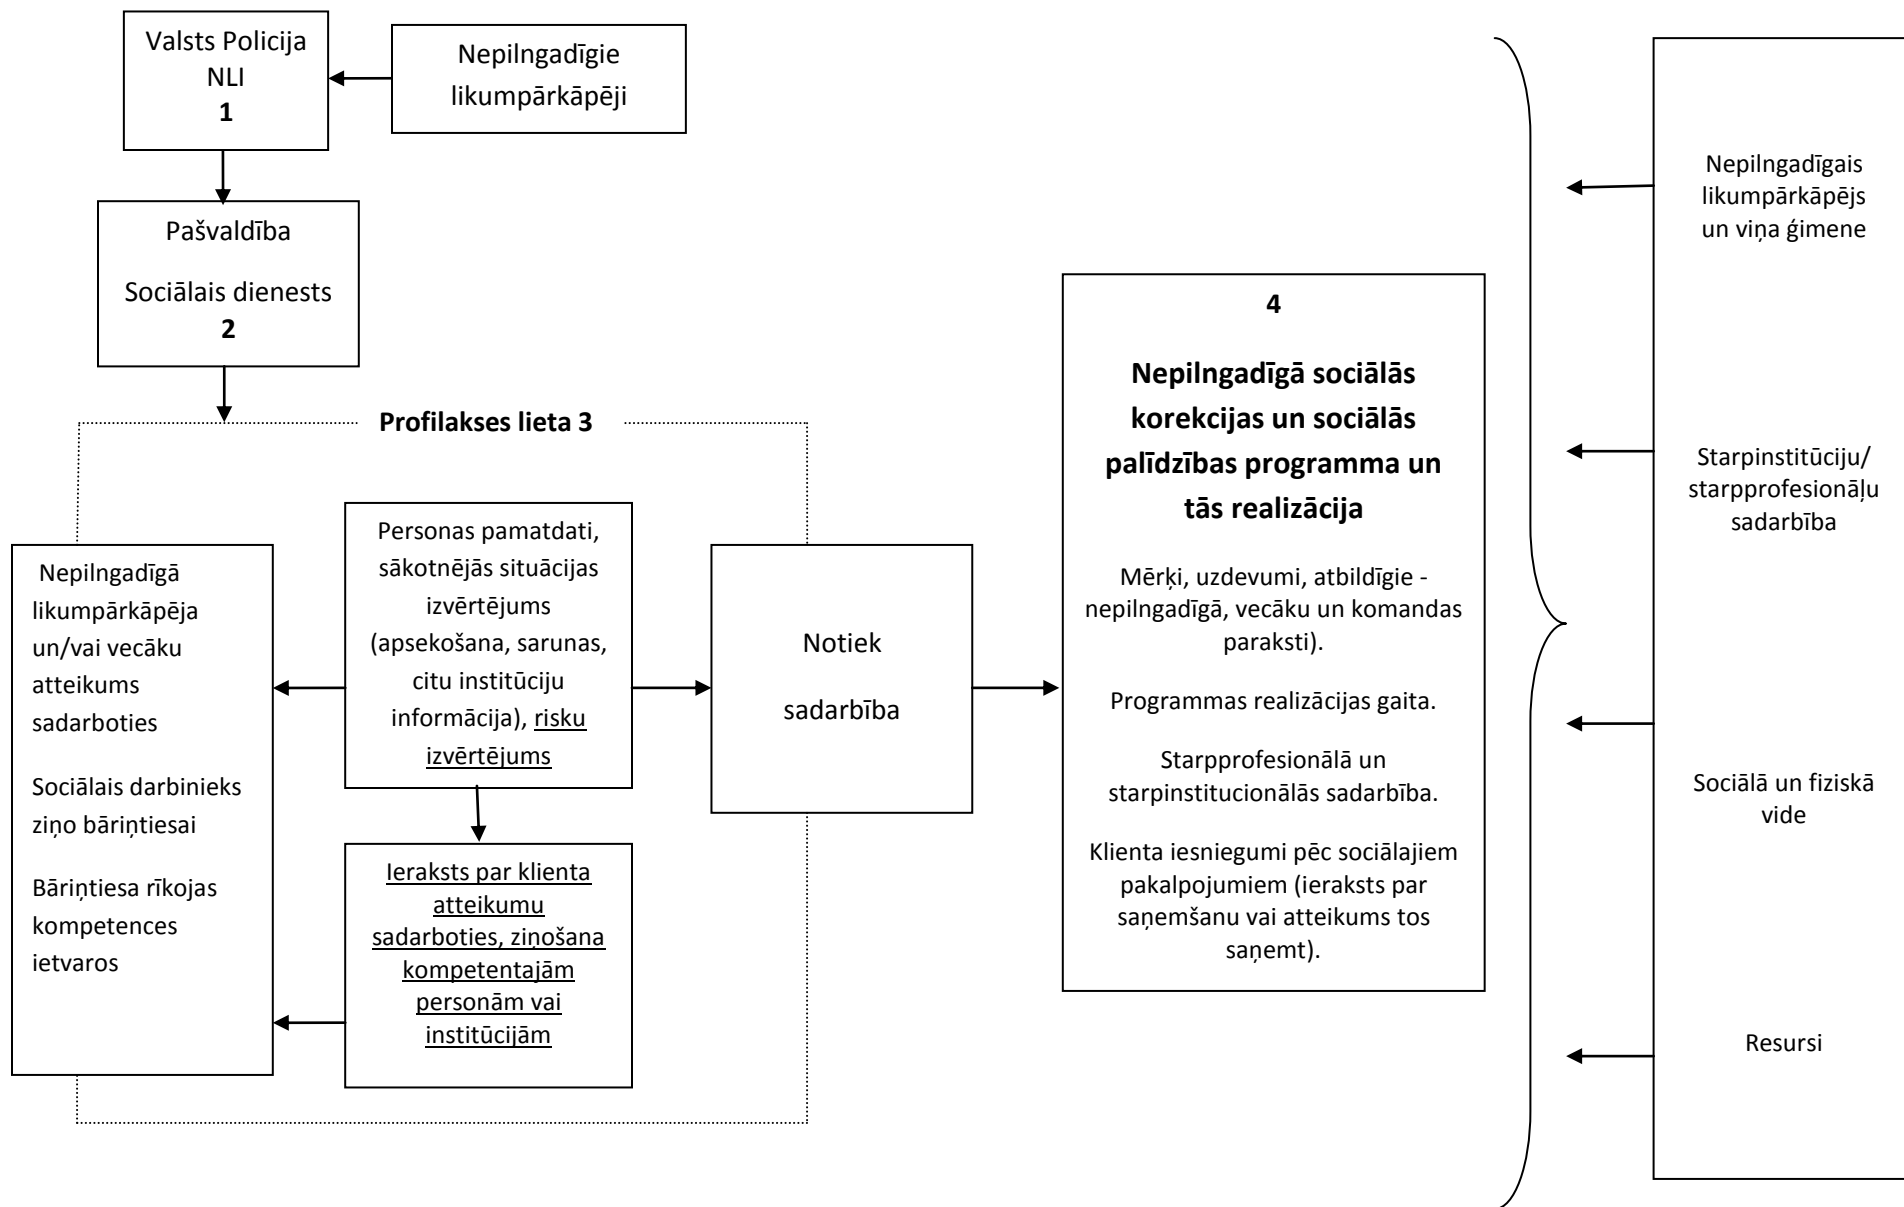 Valsts Policija
NLI
1
Nepilngadīgie
likumpārkāpēji
Pašvaldība
Sociālais dienests
2
Profilakses lieta 3
Nepilngadīgā
likumpārkāpēja
un/vai vecāku
atteikums
sadarboties
Sociālais darbinieks
ziņo bāriņtiesai
Bāriņtiesa rīkojas
kompetences
ietvaros
Personas pamatdati,
sākotnējās situācijas
izvērtējums
(apsekošana, sarunas,
citu institūciju
informācija), risku
izvērtējums
Ieraksts par klienta
atteikumu
sadarboties, ziņošana
kompetentajām
personām vai
institūcijām
Notiek
sadarbība
4
Nepilngadīgā sociālās
korekcijas un sociālās
palīdzības programma un
tās realizācija
Mērķi, uzdevumi, atbildīgie -
nepilngadīgā, vecāku un komandas
paraksti).
Programmas realizācijas gaita.
Starpprofesionālā un
starpinstitucionālās sadarbība.
Klienta iesniegumi pēc sociālajiem
pakalpojumiem (ieraksts par
saņemšanu vai atteikums tos
saņemt).
Nepilngadīgais
likumpārkāpējs
un viņa ģimene
Starpinstitūciju/
starpprofesionāļu
sadarbība
Sociālā un fiziskā
vide
Resursi